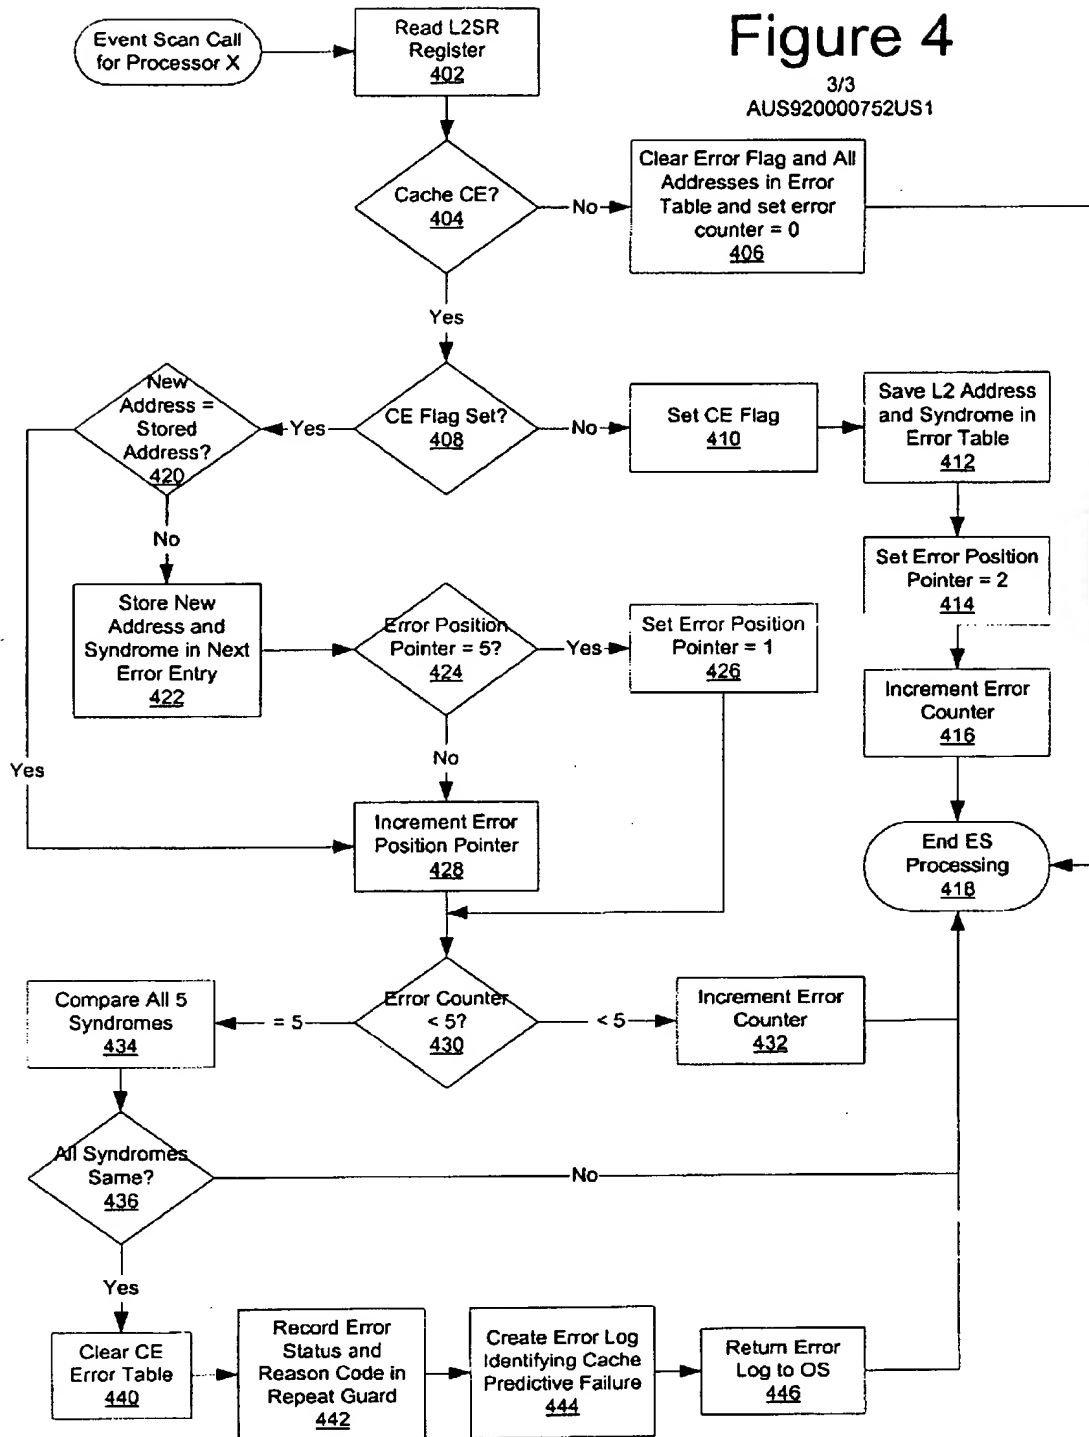 Figure 4
3/3
AUS920000752US1
Event Scan Call
for Processor X
Read L2SR
Register
402
Cache CE?
404
No
Clear Error Flag and All
Addresses in Error
Table and set error
counter = 0
406
Yes
New
Address =
Stored
Address?
420
Yes
CE Flag Set?
408
No
Set CE Flag
410
Save L2 Address
and Syndrome in
Error Table
412
No
Set Error Position
Pointer = 2
414
Store New
Address and
Syndrome in Next
Error Entry
422
Error Position
Pointer = 5?
424
Yes
Set Error Position
Pointer = 1
426
Increment Error
Counter
416
Yes
No
Increment Error
Position Pointer
428
End ES
Processing
418
Compare All 5
Syndromes
434
= 5
Error Counter
< 5?
430
< 5
Increment Error
Counter
432
All Syndromes
Same?
436
No
Yes
Clear CE
Error Table
440
Record Error
Status and
Reason Code in
Repeat Guard
442
Create Error Log
Identifying Cache
Predictive Failure
444
Return Error
Log to OS
446